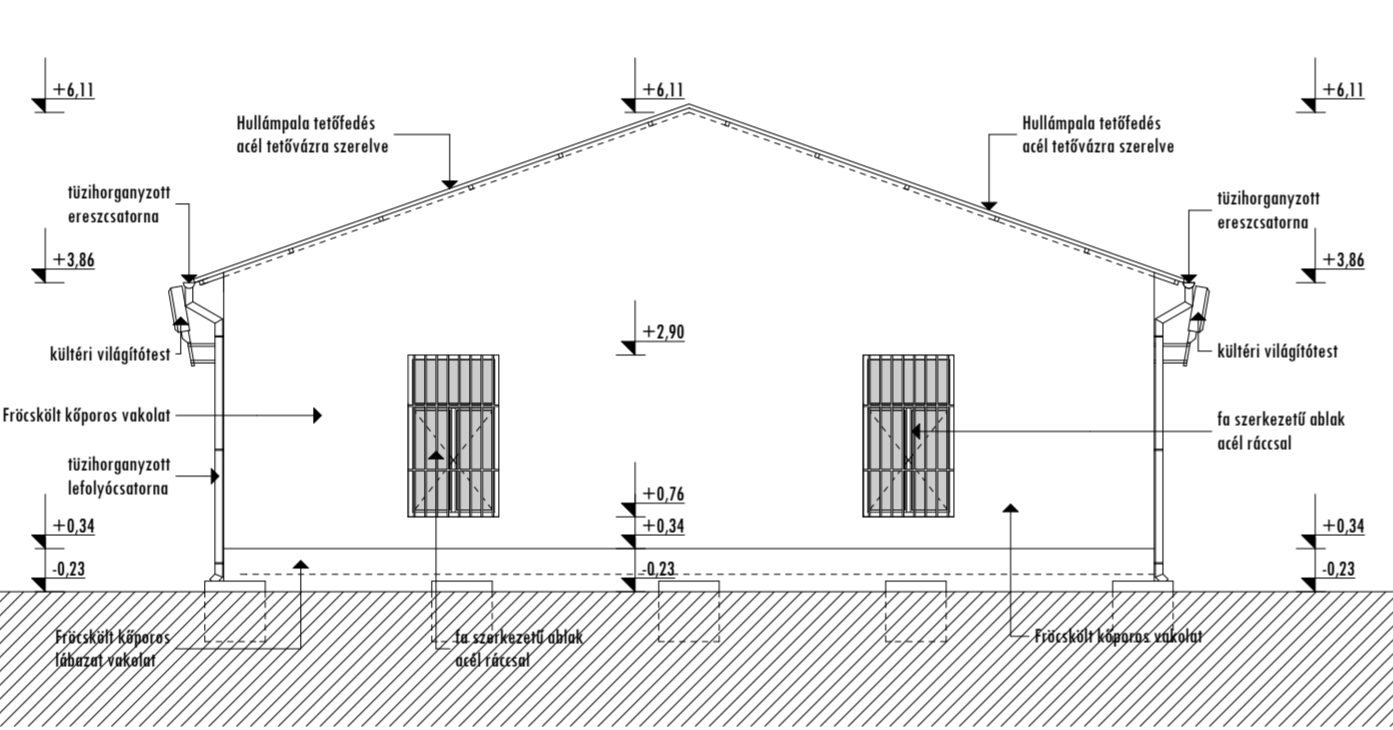 +6,11
+6,11
+6,11
Hullámpala tetőfedés
acél tetővázra szerelve
Hullámpala tetőfedés
acél tetővázra szerelve
tüzihorganyzott
ereszcsatorna
tüzihorganyzott
ereszcsatorna
+3,86
+3,86
+2,90
kültéri világítótest
kültéri világítótest
Fröcskölt kőporos vakolat
fa szerkezetű ablak
acél ráccsal
tüzihorganyzott
lefolyócsatorna
+0,76
+0,34
+0,34
+0,34
-0,23
-0,23
-0,23
Fröcskölt kőporos
lábazat vakolat
fa szerkezetű ablak
acél ráccsal
Fröcskölt kőporos vakolat